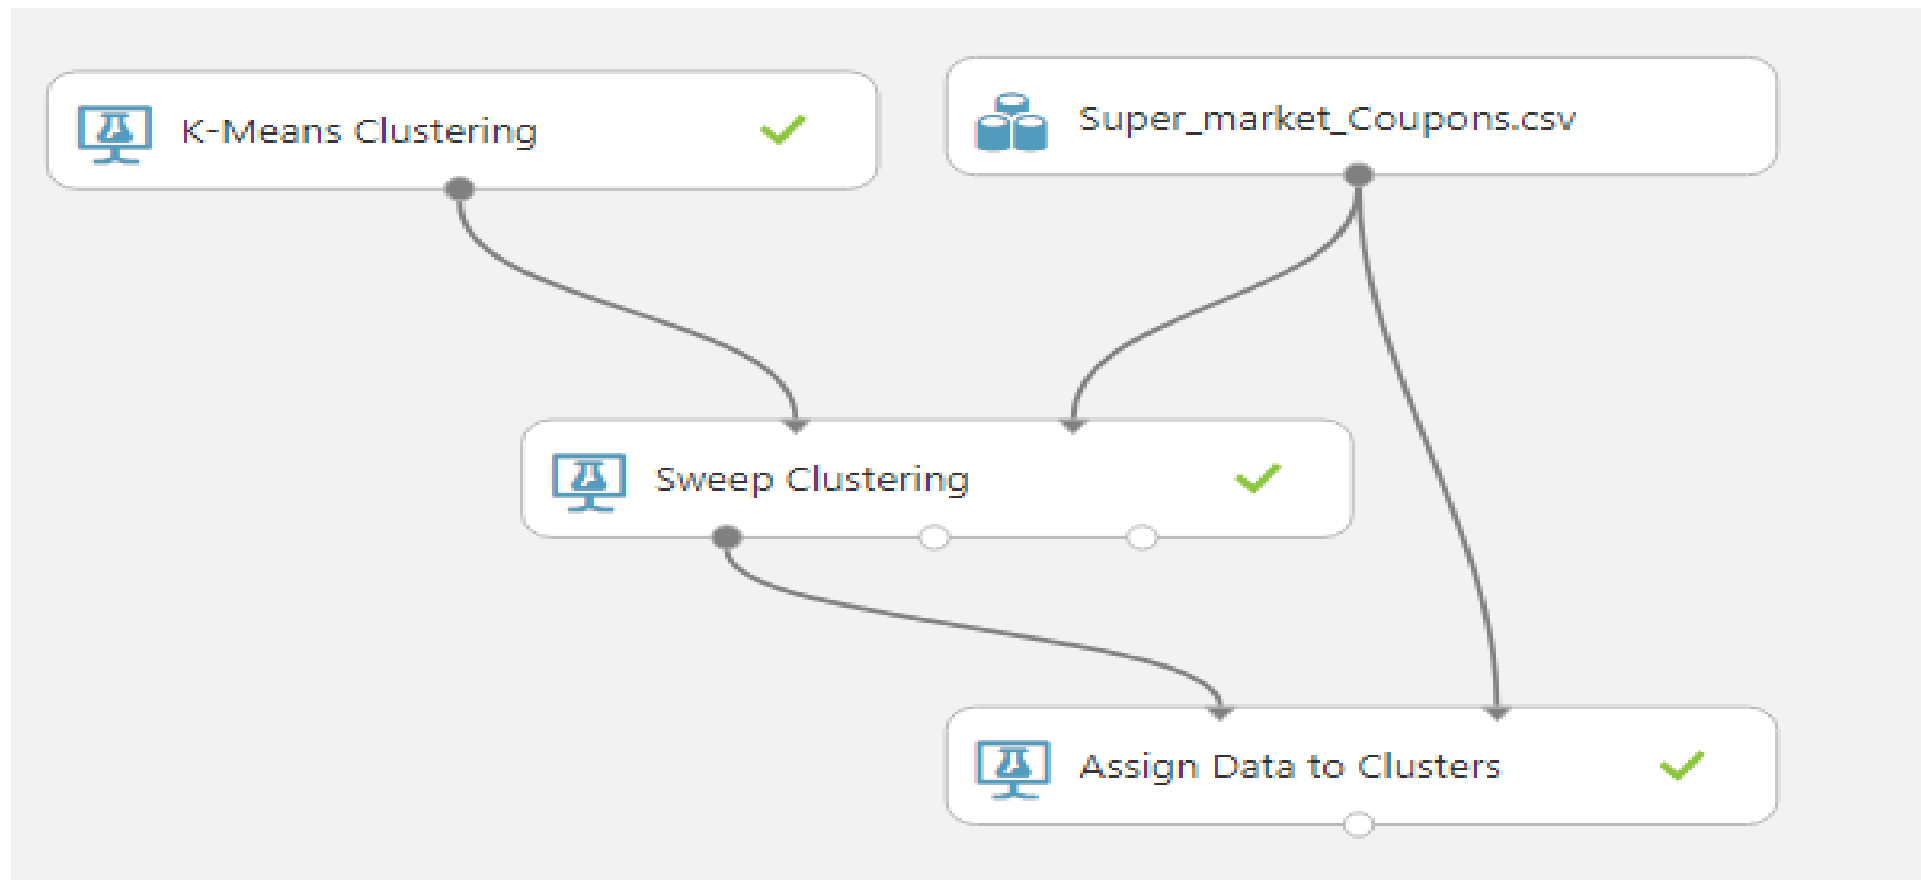 K-Means Clustering
Super_market_Coupons.csv
Sweep Clustering
Assign Data to Clusters